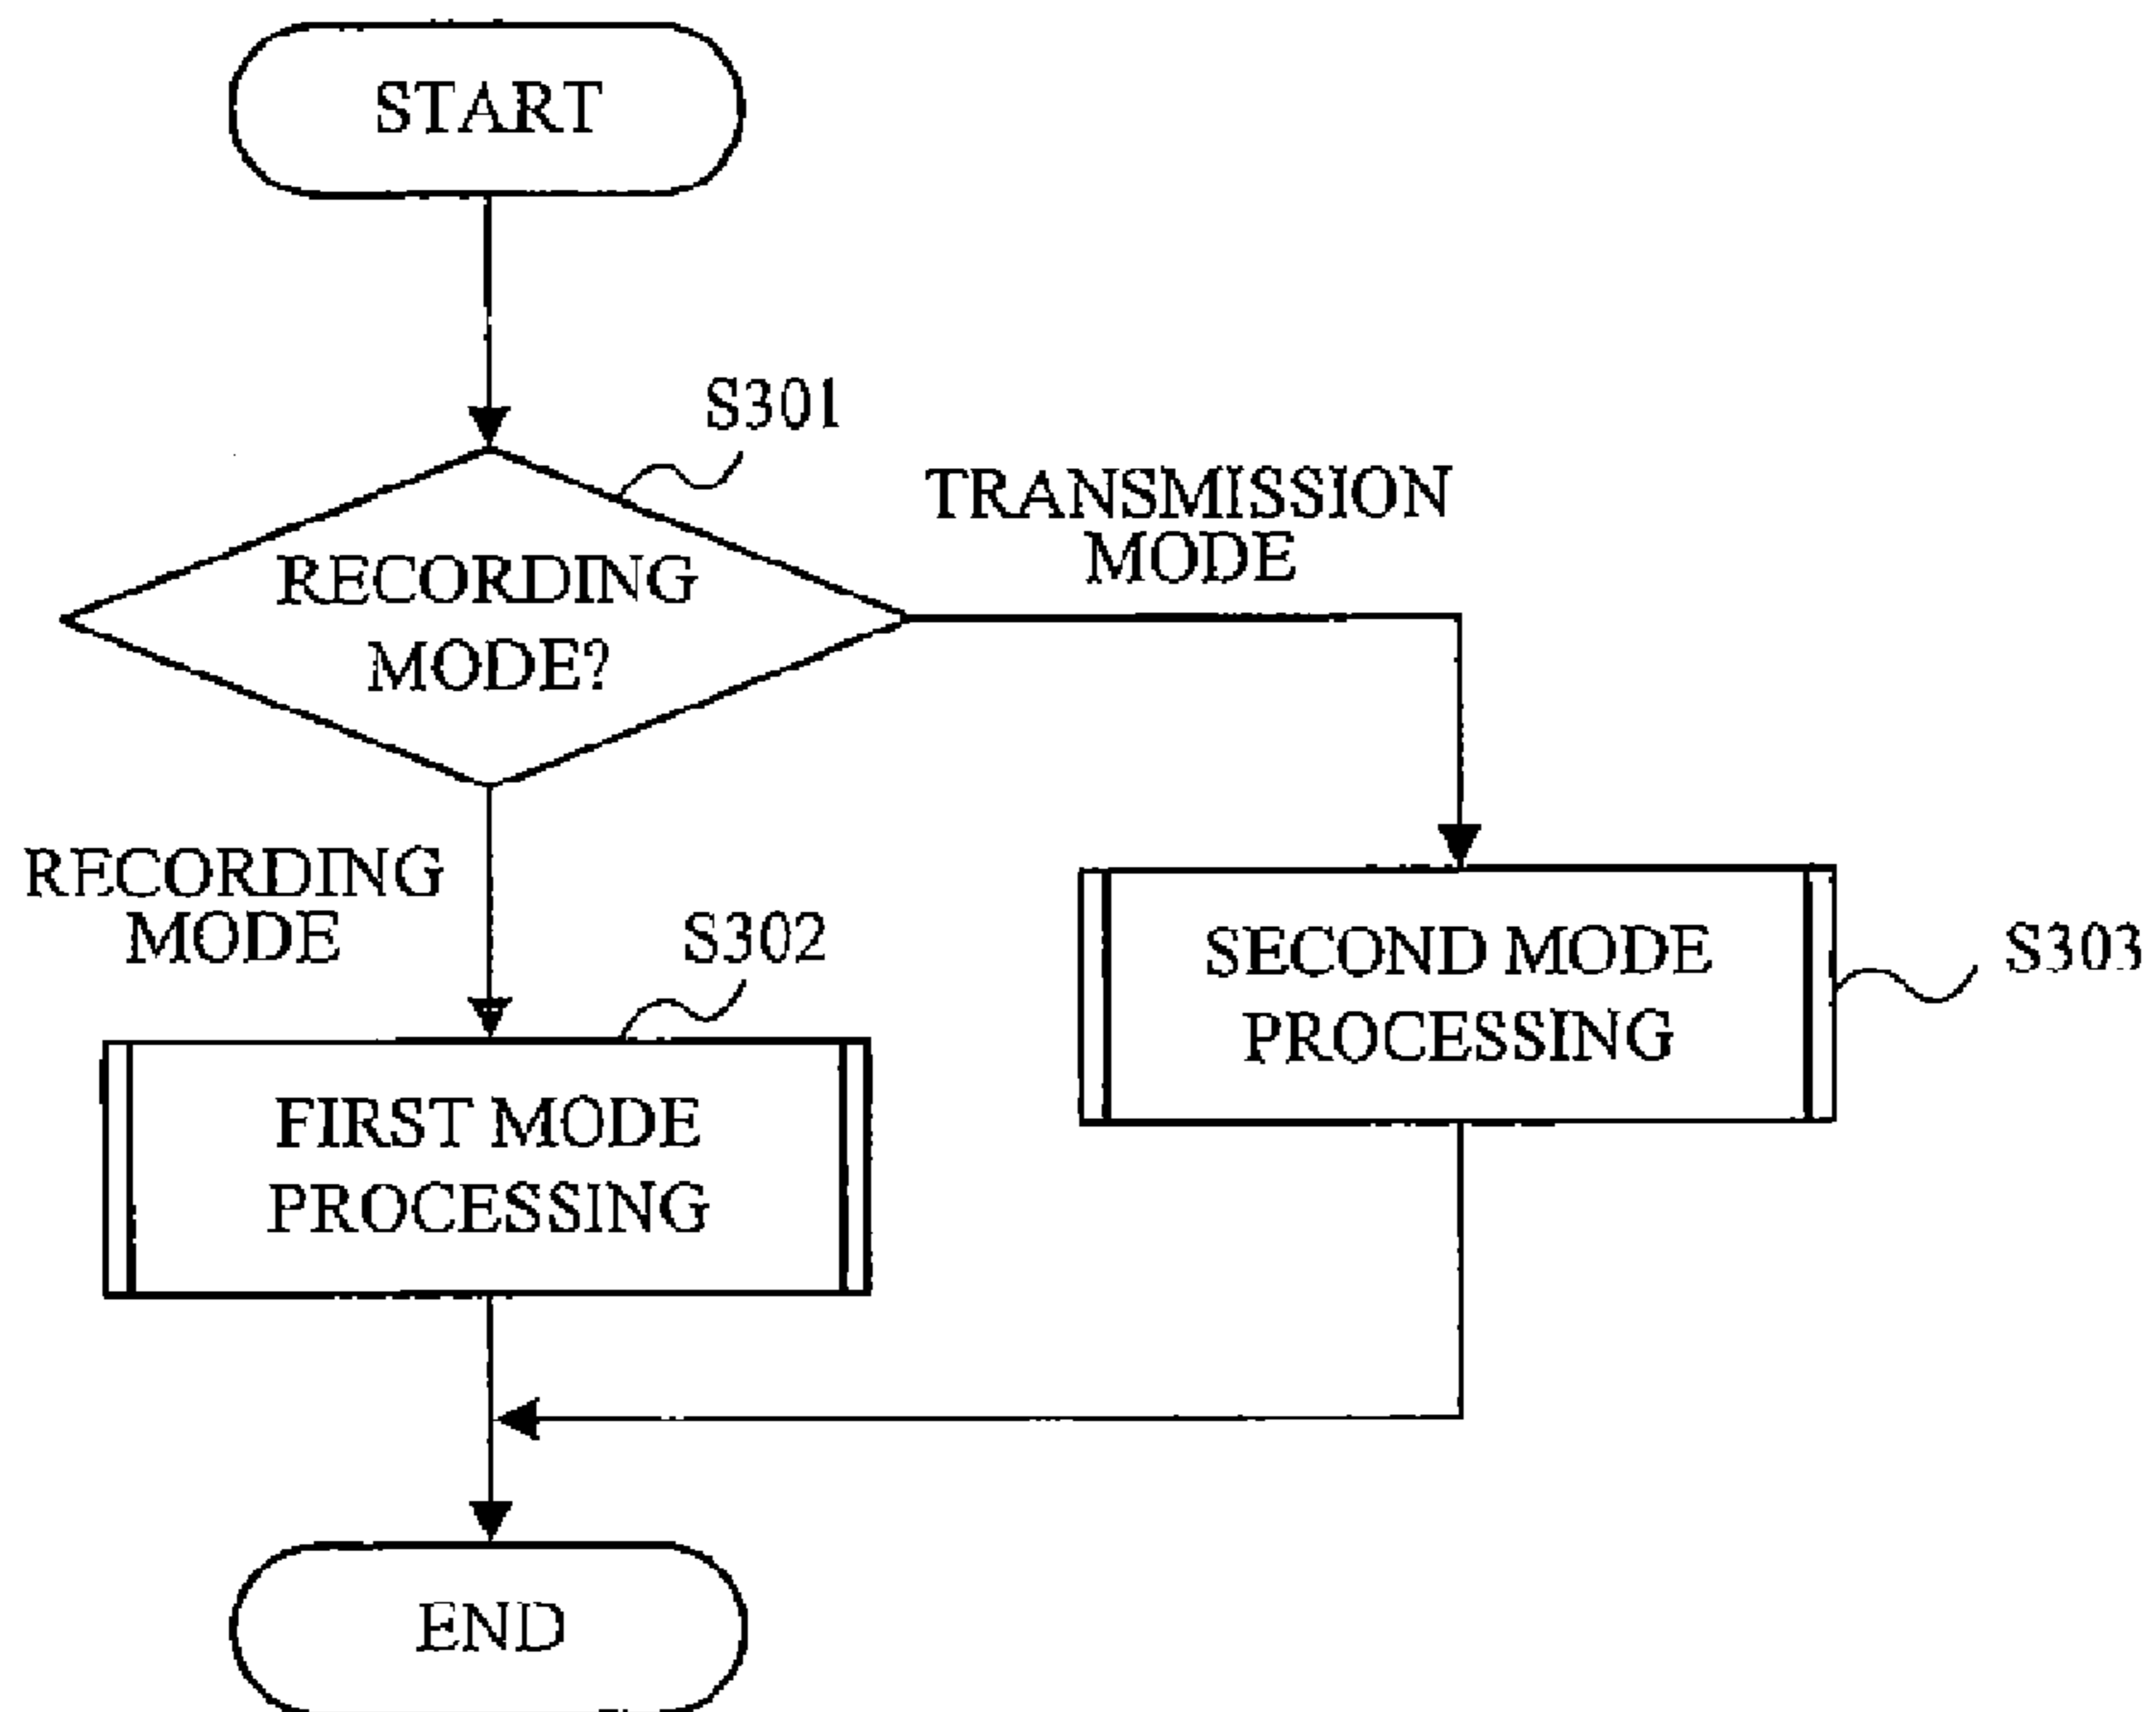 START
S301
TRANSMISSION
MODE
RECORDING
MODE?
RECORDING
MODE
S302
SECOND MODE
PROCESSING
S303
FIRST MODE
PROCESSING
END